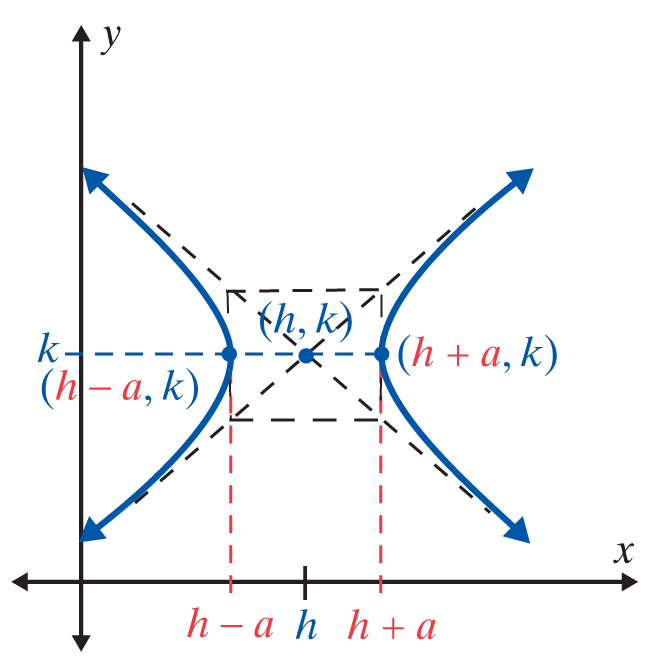 y
(h, k)
k
(h + a, k)
(h − a, k)
x
h − a
h
h + a